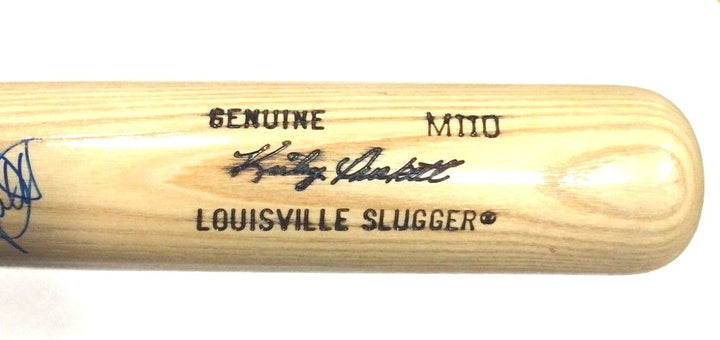 GENUINE M110
Kirby Puckett
LOUISVILLE SLUGGER®